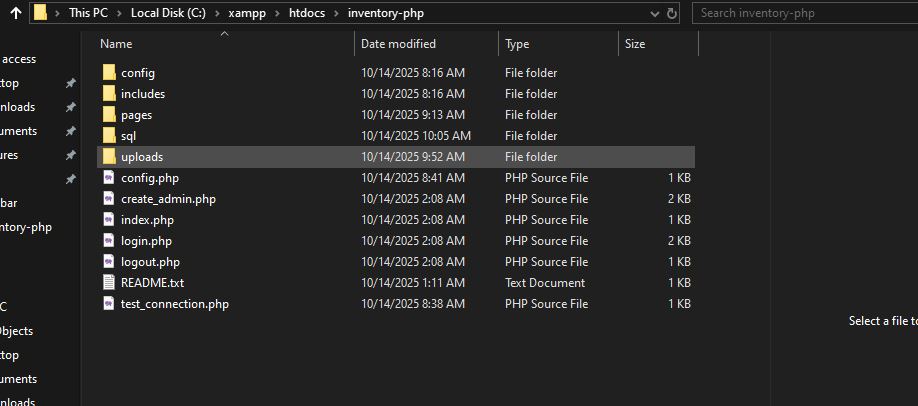 This PC > Local Disk (C:) > xampp > htdocs > inventory-php
Search inventory-php
Name Date modified Type Size
access
top
nloads
uments
ures
bar
ntory-php
C
Objects
top
uments
nloads
config 10/14/2025 8:16 AM File folder
includes 10/14/2025 8:16 AM File folder
pages 10/14/2025 9:13 AM File folder
sql 10/14/2025 10:05 AM File folder
uploads 10/14/2025 9:52 AM File folder
config.php 10/14/2025 8:41 AM PHP Source File 1 KB
create_admin.php 10/14/2025 2:08 AM PHP Source File 2 KB
index.php 10/14/2025 2:08 AM PHP Source File 1 KB
login.php 10/14/2025 2:08 AM PHP Source File 2 KB
logout.php 10/14/2025 2:08 AM PHP Source File 1 KB
README.txt 10/14/2025 1:11 AM Text Document 1 KB
test_connection.php 10/14/2025 8:38 AM PHP Source File 1 KB
Select a file to